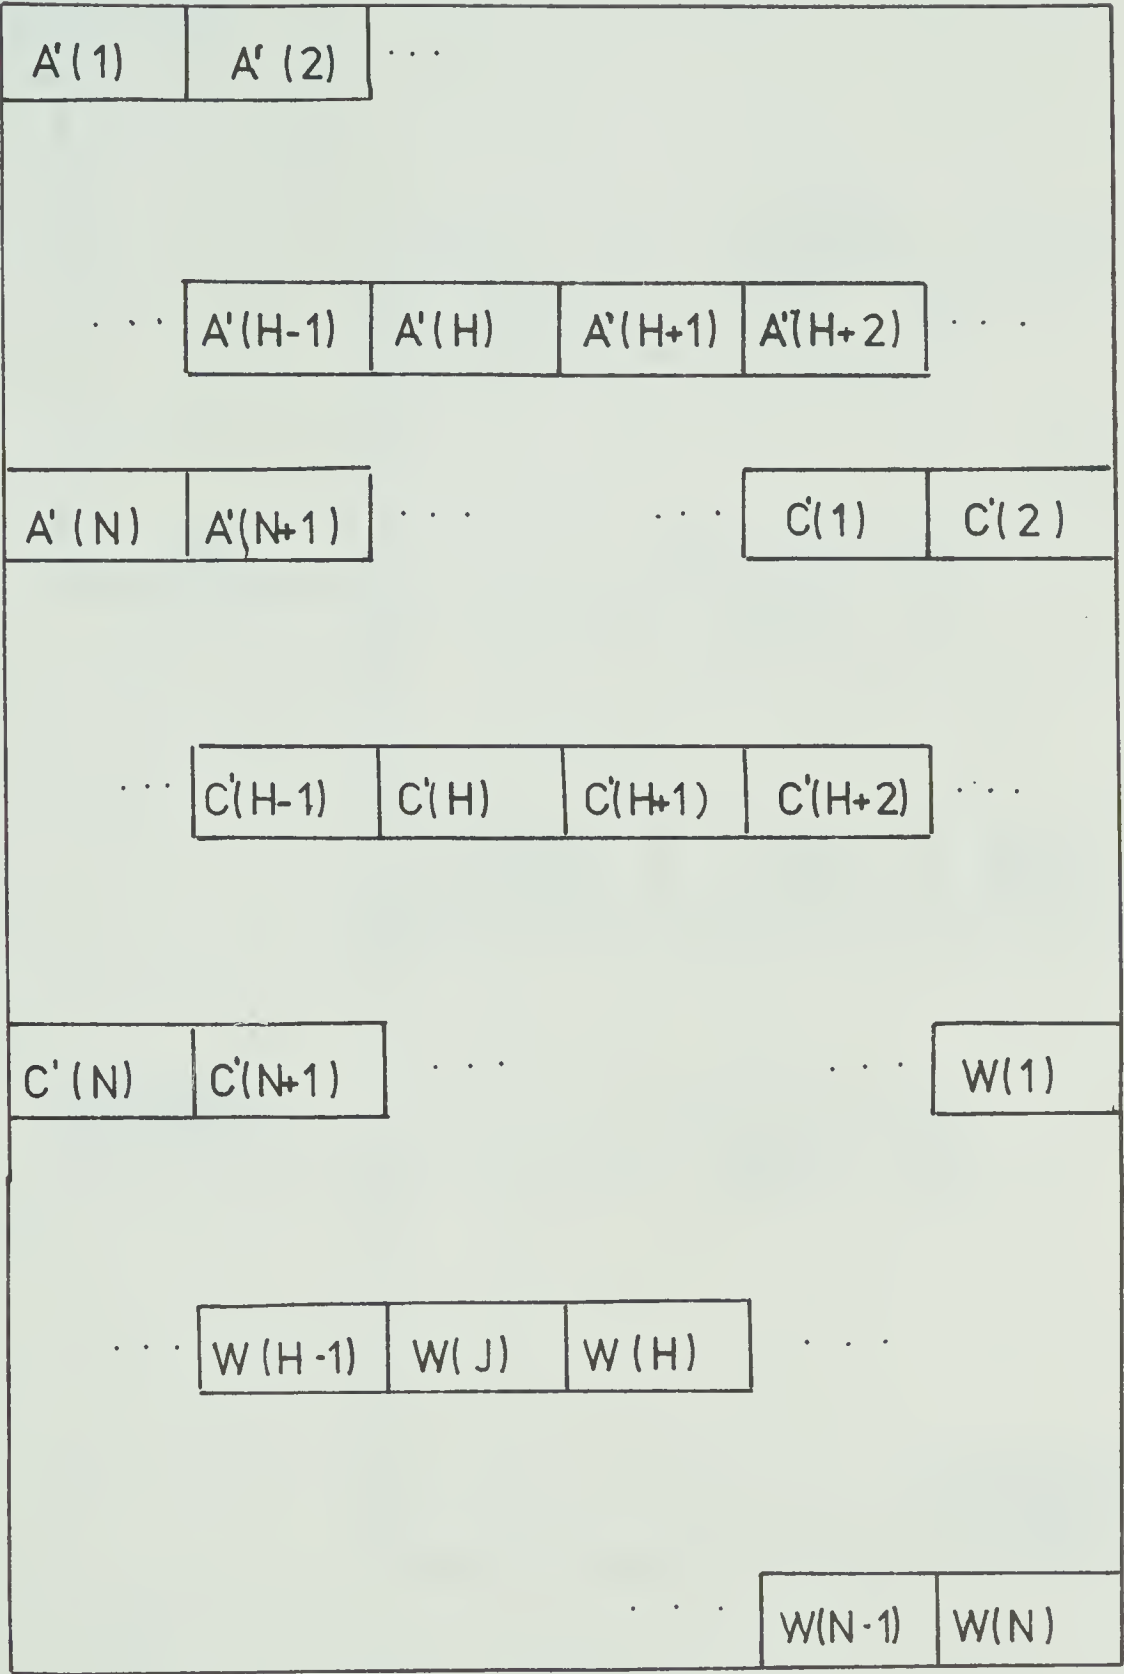 A'(1) A'(2) ...
... A'(H-1) A'(H) A'(H+1) A'(H+2) ...
A'(N) A'(N+1) ... ... C'(1) C'(2)
... C'(H-1) C'(H) C'(H+1) C'(H+2) ...
C'(N) C'(N+1) ... ... W(1)
... W(H-1) W(J) W(H) ...
... W(N-1) W(N)